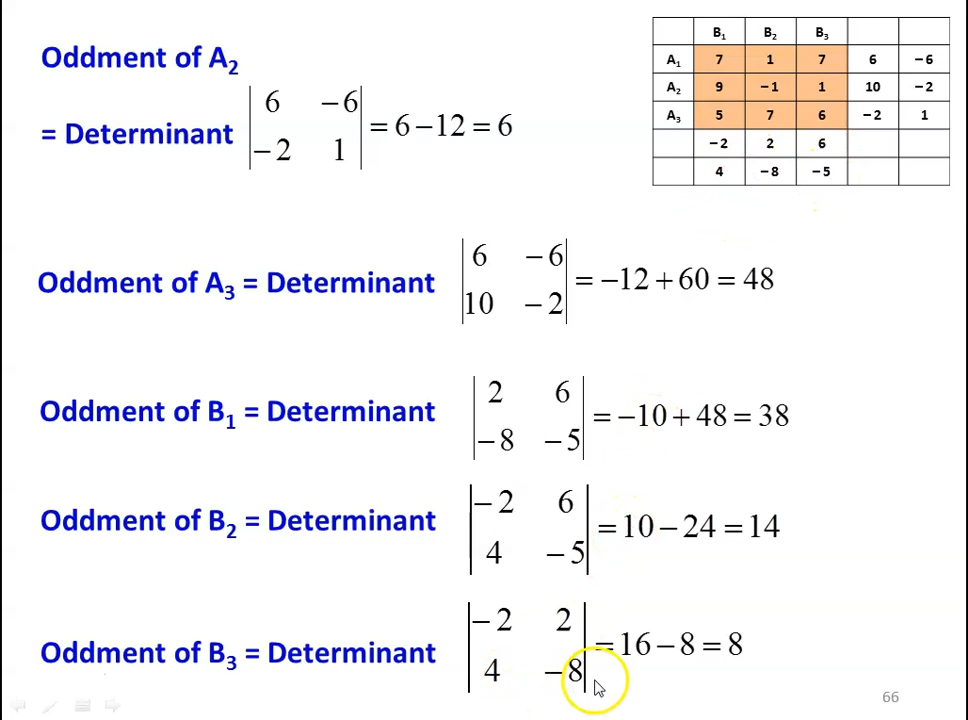 Oddment of A2
= Determinant | 6 −6 | = 6 −12 = 6
| −2 1 |
B1 B2 B3
A1 7 1 7 6 −6
A2 9 −1 1 10 −2
A3 5 7 6 −2 1
−2 2 6
4 −8 −5
Oddment of A3 = Determinant | 6 −6 | = −12 + 60 = 48
| 10 −2 |
Oddment of B1 = Determinant | 2 6 | = −10 + 48 = 38
| −8 −5 |
Oddment of B2 = Determinant | −2 6 | = 10 − 24 = 14
| 4 −5 |
Oddment of B3 = Determinant | −2 2 | = 16 − 8 = 8
| 4 −8 |
66